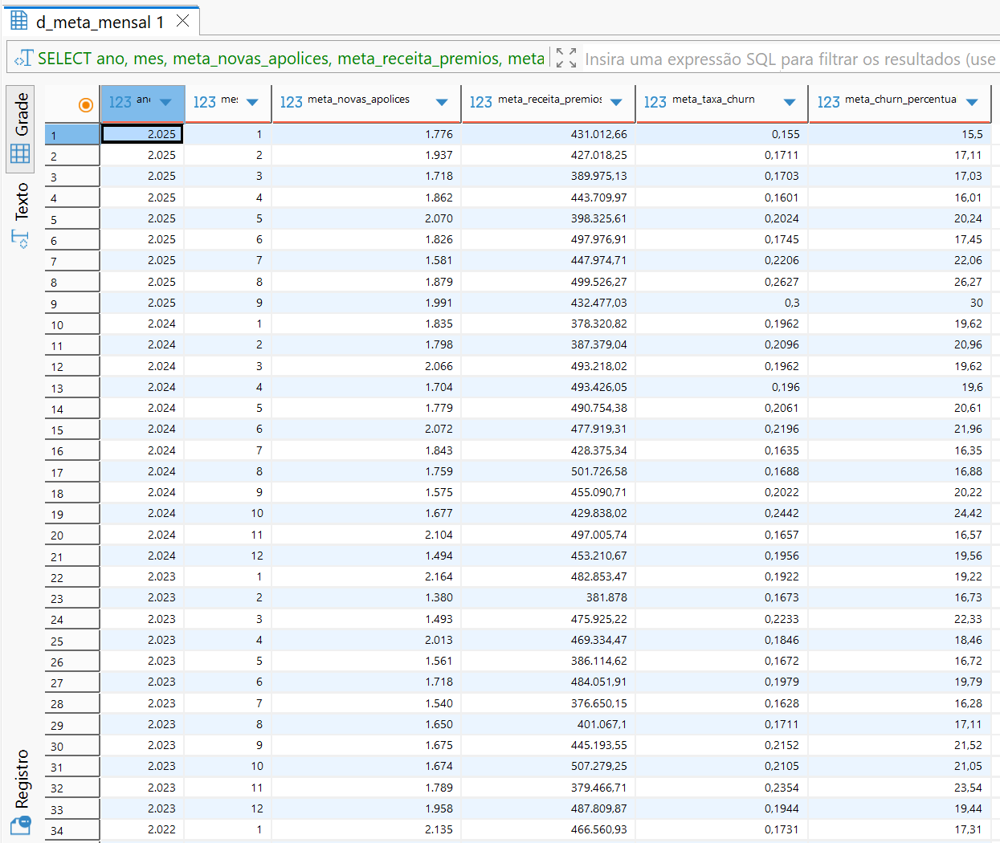 d_meta_mensal 1
SELECT ano, mes, meta_novas_apolices, meta_receita_premios, meta
Insira uma expressão SQL para filtrar os resultados (use
Grade
Texto
Registro
123 an 123 me 123 meta_novas_apolices 123 meta_receita_premios 123 meta_taxa_churn 123 meta_churn_percentua
1 2.025 1 1.776 431.012,66 0,155 15,5
2 2.025 2 1.937 427.018,25 0,1711 17,11
3 2.025 3 1.718 389.975,13 0,1703 17,03
4 2.025 4 1.862 443.709,97 0,1601 16,01
5 2.025 5 2.070 398.325,61 0,2024 20,24
6 2.025 6 1.826 497.976,91 0,1745 17,45
7 2.025 7 1.581 447.974,71 0,2206 22,06
8 2.025 8 1.879 499.526,27 0,2627 26,27
9 2.025 9 1.991 432.477,03 0,3 30
10 2.024 1 1.835 378.320,82 0,1962 19,62
11 2.024 2 1.798 387.379,04 0,2096 20,96
12 2.024 3 2.066 493.218,02 0,1962 19,62
13 2.024 4 1.704 493.426,05 0,196 19,6
14 2.024 5 1.779 490.754,38 0,2061 20,61
15 2.024 6 2.072 477.919,31 0,2196 21,96
16 2.024 7 1.843 428.375,34 0,1635 16,35
17 2.024 8 1.759 501.726,58 0,1688 16,88
18 2.024 9 1.575 455.090,71 0,2022 20,22
19 2.024 10 1.677 429.838,02 0,2442 24,42
20 2.024 11 2.104 497.005,74 0,1657 16,57
21 2.024 12 1.494 453.210,67 0,1956 19,56
22 2.023 1 2.164 482.853,47 0,1922 19,22
23 2.023 2 1.380 381.878 0,1673 16,73
24 2.023 3 1.493 475.925,22 0,2233 22,33
25 2.023 4 2.013 469.334,47 0,1846 18,46
26 2.023 5 1.561 386.114,62 0,1672 16,72
27 2.023 6 1.718 484.051,91 0,1979 19,79
28 2.023 7 1.540 376.650,15 0,1628 16,28
29 2.023 8 1.650 401.067,1 0,1711 17,11
30 2.023 9 1.675 445.193,55 0,2152 21,52
31 2.023 10 1.674 507.279,25 0,2105 21,05
32 2.023 11 1.789 379.466,71 0,2354 23,54
33 2.023 12 1.958 487.809,87 0,1944 19,44
34 2.022 1 2.135 466.560,93 0,1731 17,31